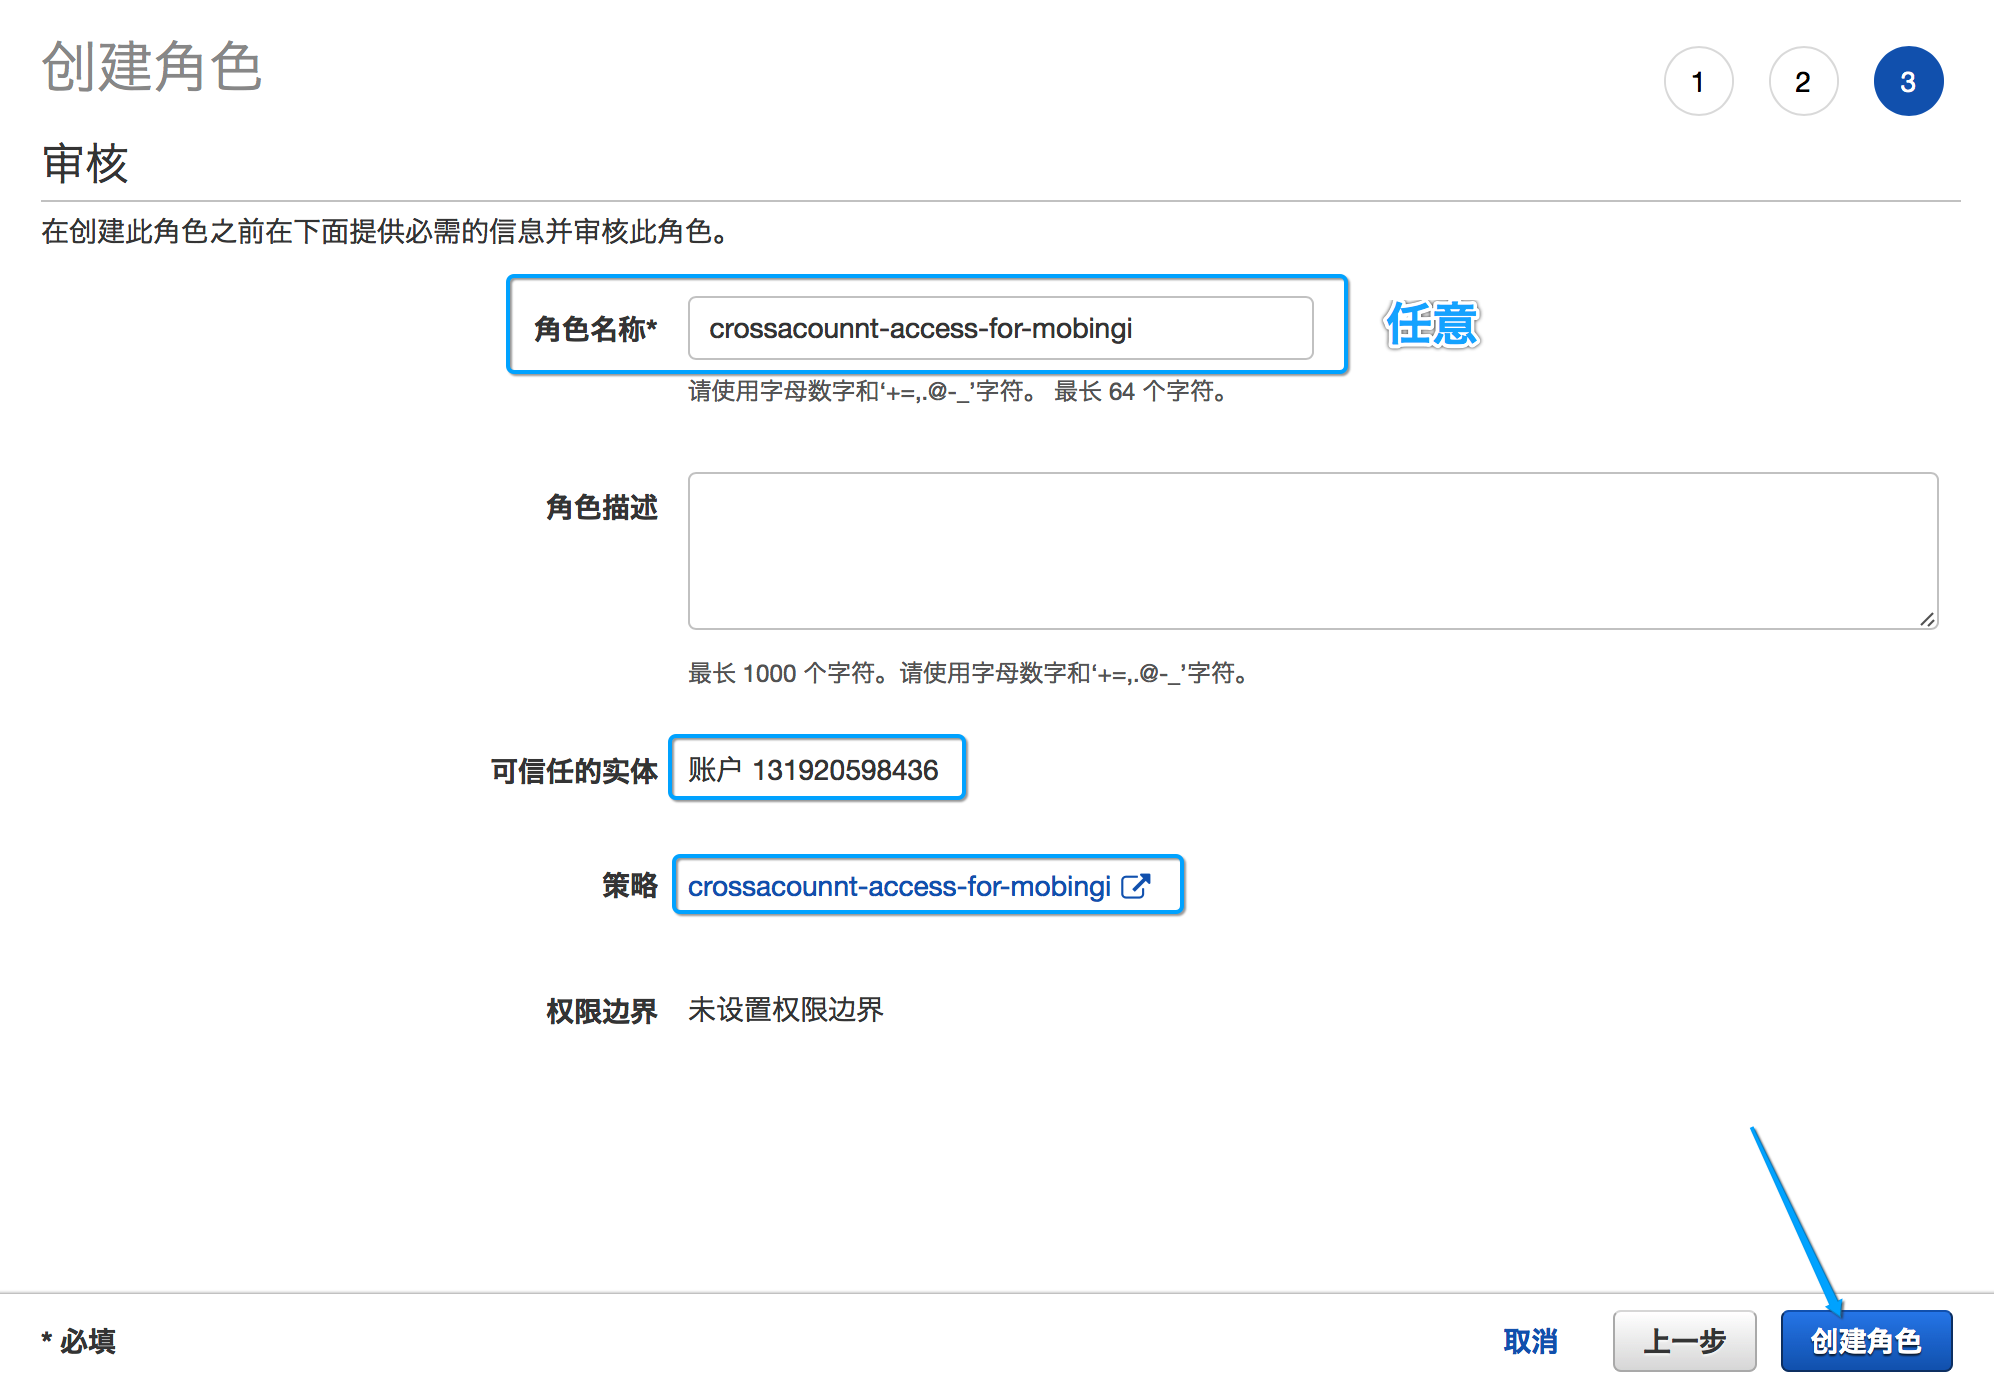 创建角色
1
2
3
审核
在创建此角色之前在下面提供必需的信息并审核此角色。
角色名称*
crossacounnt-access-for-mobingi
任意
请使用字母数字和‘+=,.@-_’字符。 最长 64 个字符。
角色描述
最长 1000 个字符。请使用字母数字和‘+=,.@-_’字符。
可信任的实体
账户 131920598436
策略
crossacounnt-access-for-mobingi
权限边界
未设置权限边界
* 必填
取消
上一步
创建角色